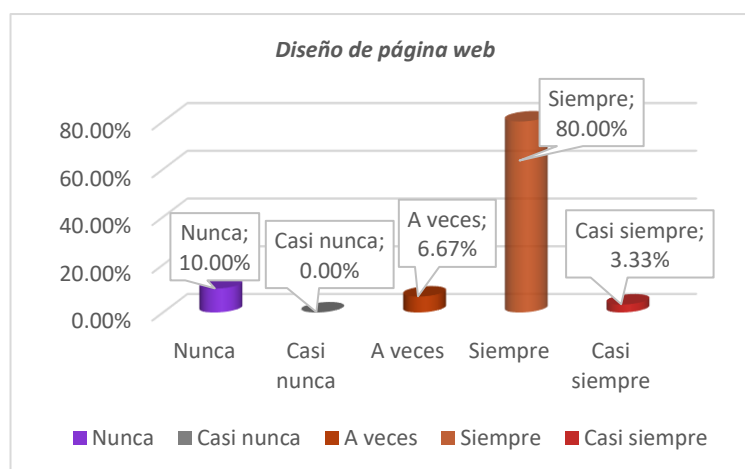 Diseño de página web
Siempre;
80.00%
80.00%
60.00%
40.00%
20.00%
0.00%
Nunca;
10.00%
Casi nunca;
0.00%
A veces;
6.67%
Casi siempre;
3.33%
Nunca
Casi
nunca
A veces
Siempre
Casi
siempre
Nunca
Casi nunca
A veces
Siempre
Casi siempre